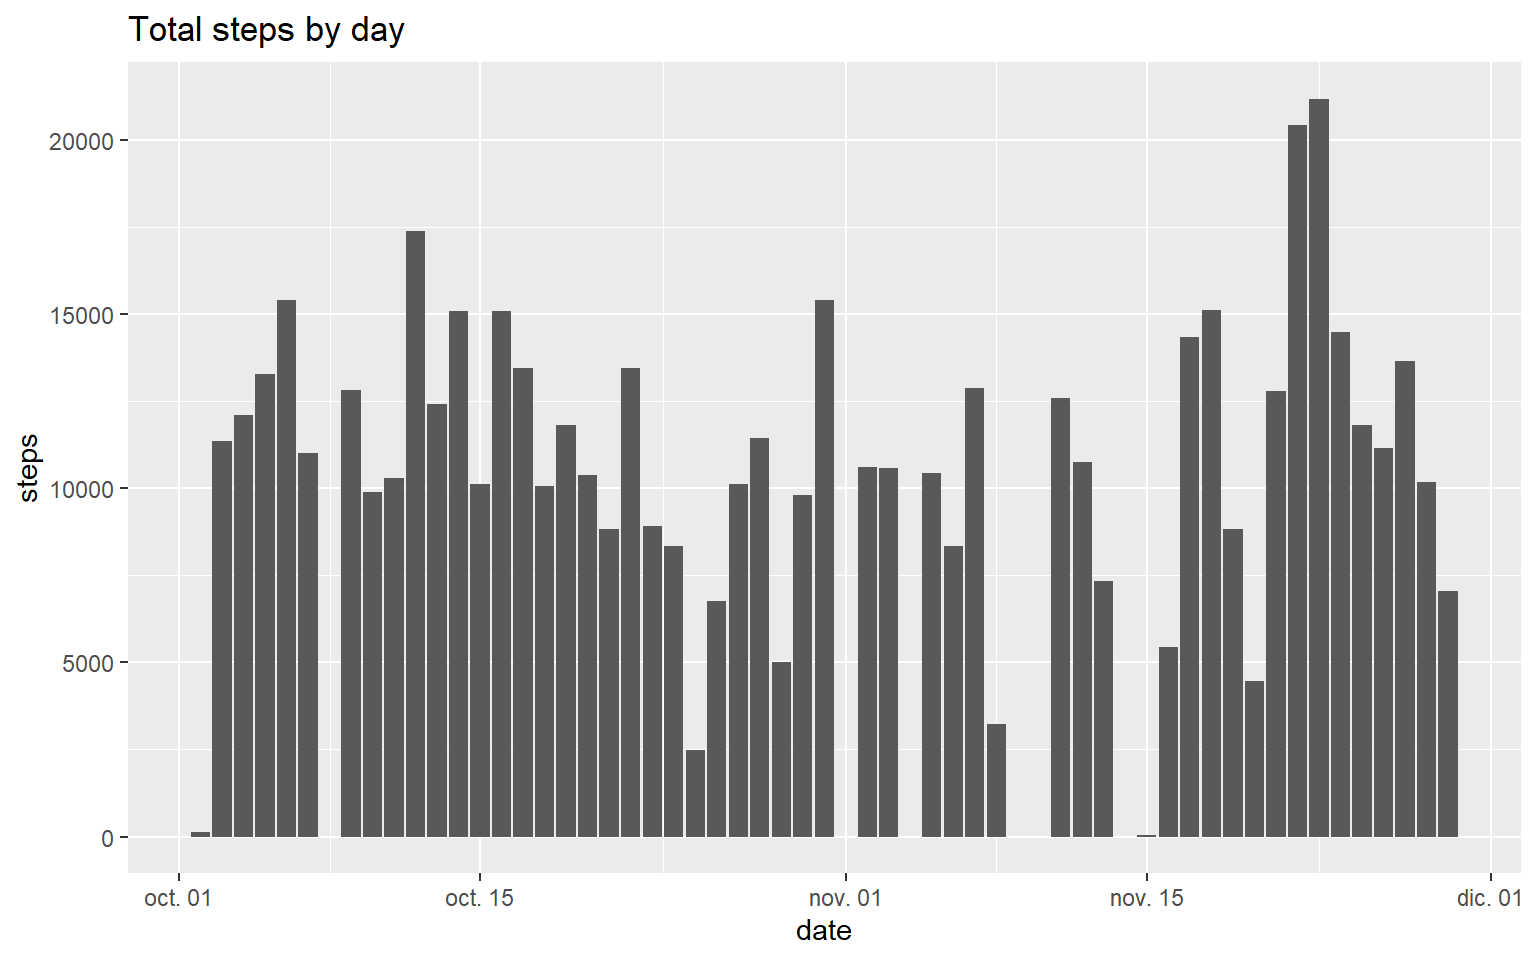 Total steps by day
steps
20000
15000
10000
5000
0
oct. 01
oct. 15
nov. 01
nov. 15
dic. 01
date